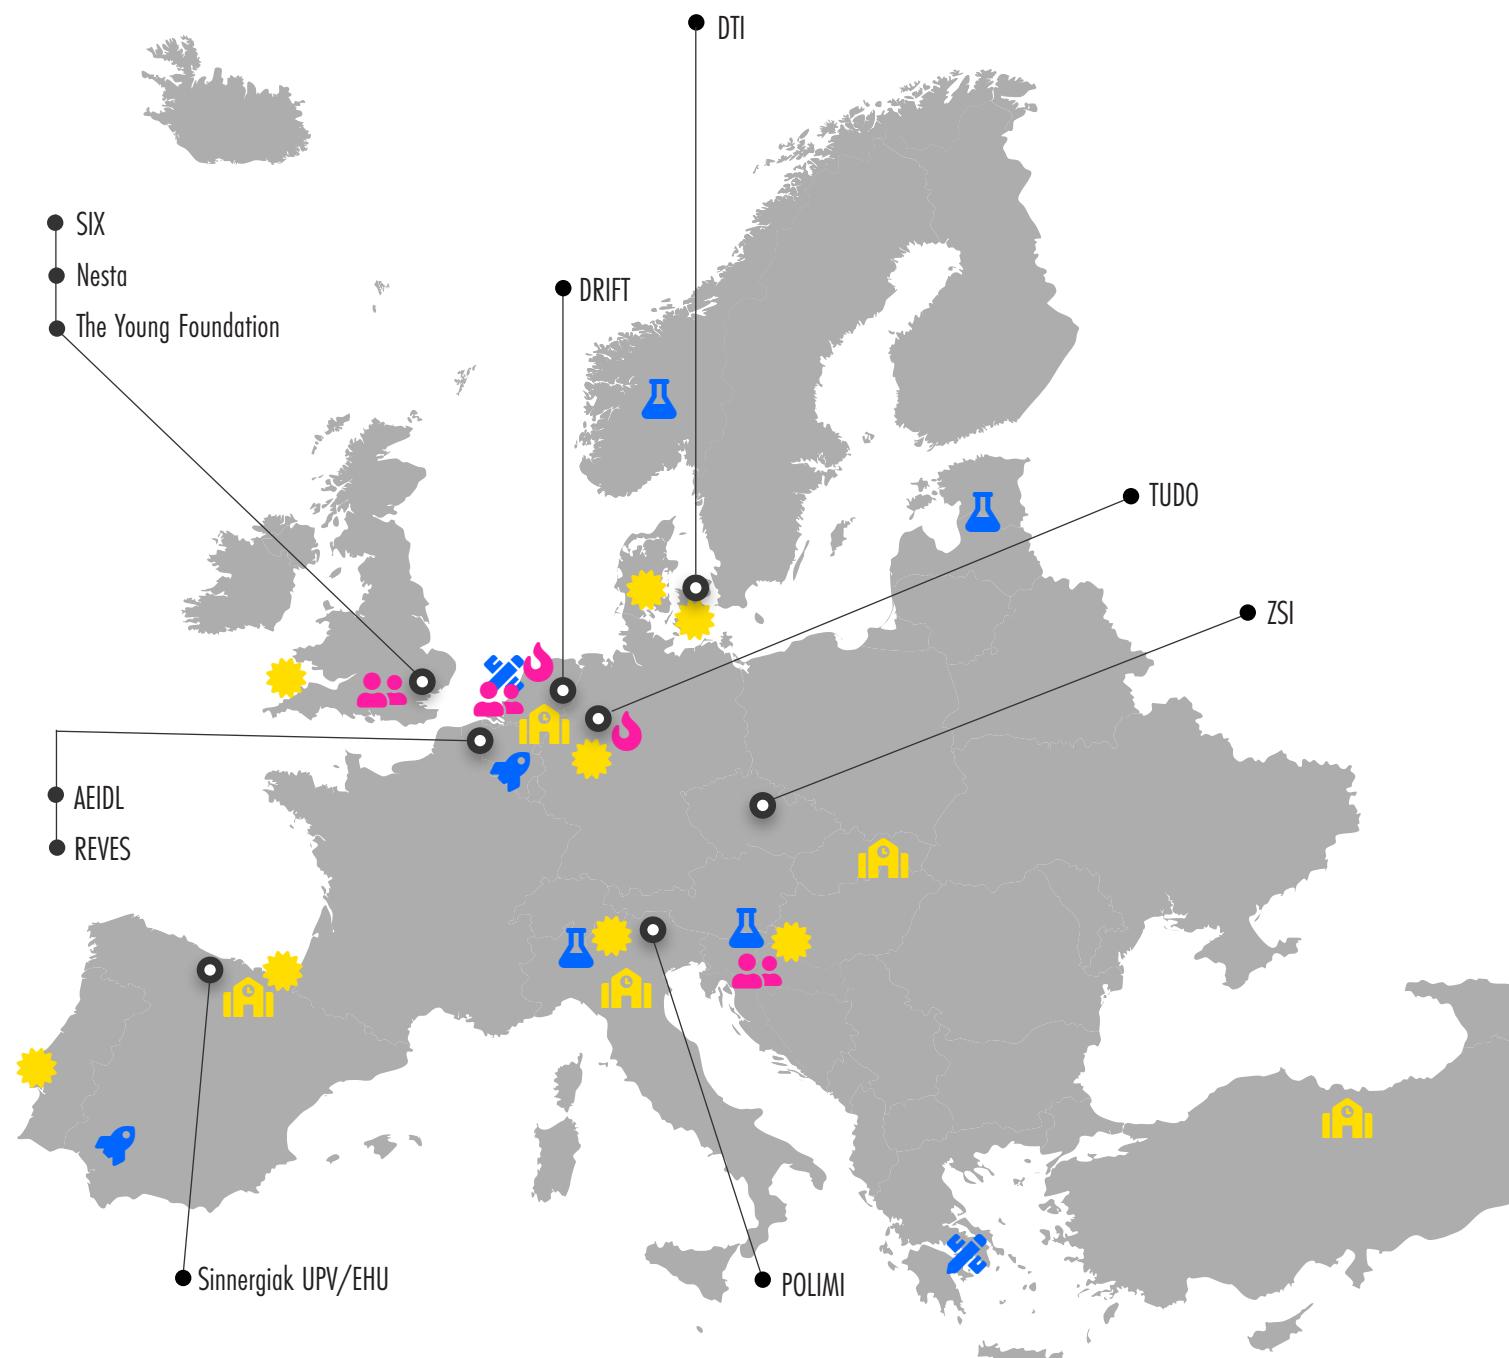 DTI
SIX
Nesta
The Young Foundation
DRIFT
TUDO
ZSI
AEIDL
REVES
Sinnergiak UPV/EHU
POLIMI